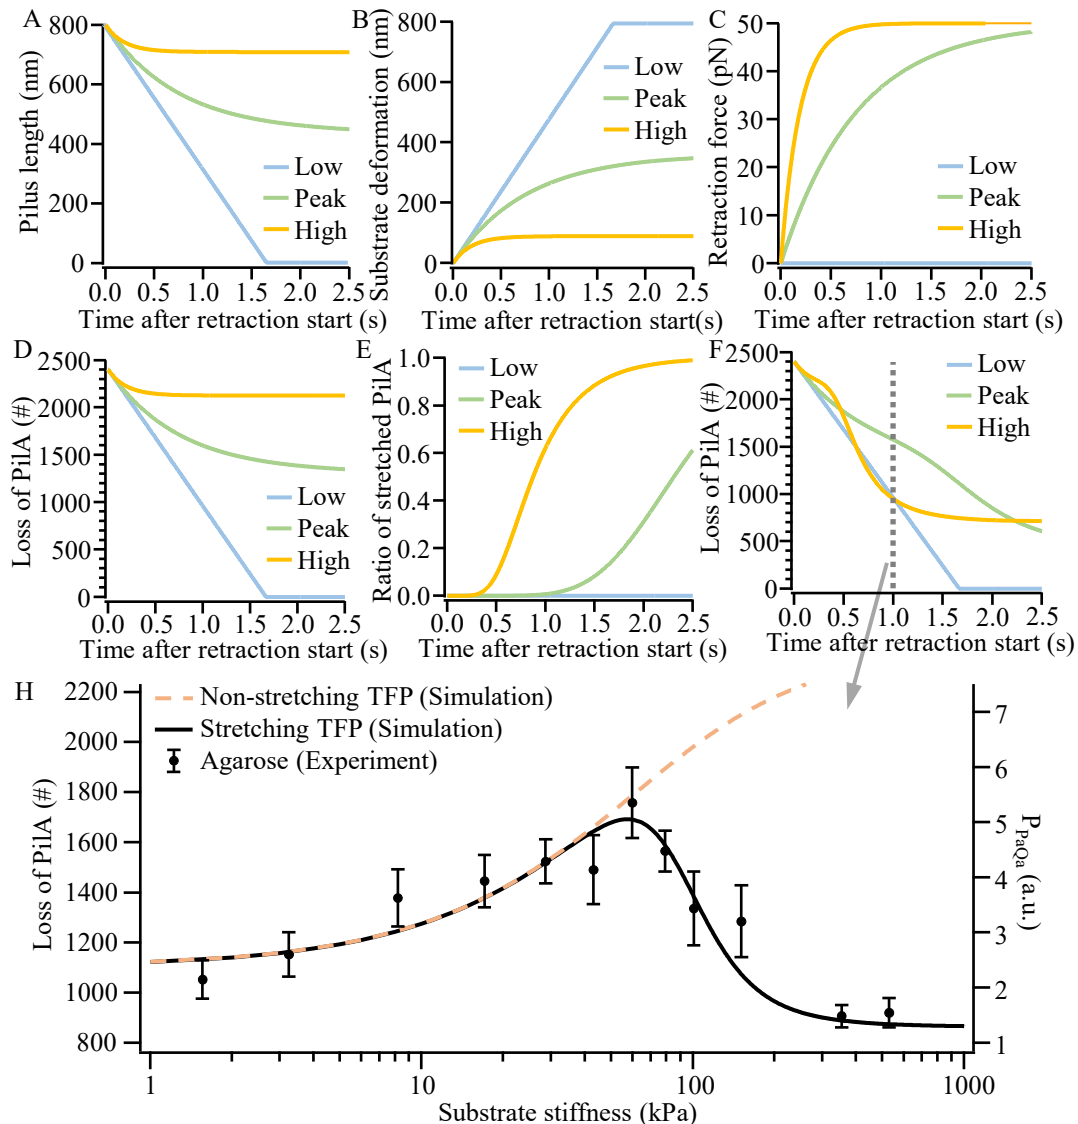 A
Pilus length (nm)
800
600
400
200
0
Low
Peak
High
0.0 0.5 1.0 1.5 2.0 2.5
Time after retraction start (s)
B
Substrate deformation (nm)
800
600
400
200
0
Low
Peak
High
0.0 0.5 1.0 1.5 2.0 2.5
Time after retraction start(s)
C
Retraction force (pN)
50
40
30
20
10
0
Low
Peak
High
0.0 0.5 1.0 1.5 2.0 2.5
Time after retraction start (s)
D
Loss of PilA (#)
2500
2000
1500
1000
500
0
Low
Peak
High
0.0 0.5 1.0 1.5 2.0 2.5
Time after retraction start (s)
E
Ratio of stretched PilA
1.0
0.8
0.6
0.4
0.2
0.0
Low
Peak
High
0.0 0.5 1.0 1.5 2.0 2.5
Time after retraction start (s)
F
Loss of PilA (#)
2500
2000
1500
1000
500
0
Low
Peak
High
0.0 0.5 1.0 1.5 2.0 2.5
Time after retraction start (s)
H
Loss of PilA (#)
2200
2000
1800
1600
1400
1200
1000
800
Non-stretching TFP (Simulation)
Stretching TFP (Simulation)
Agarose (Experiment)
7
6
5
4
3
2
1
P_PaQa (a.u.)
1 10 100 1000
Substrate stiffness (kPa)